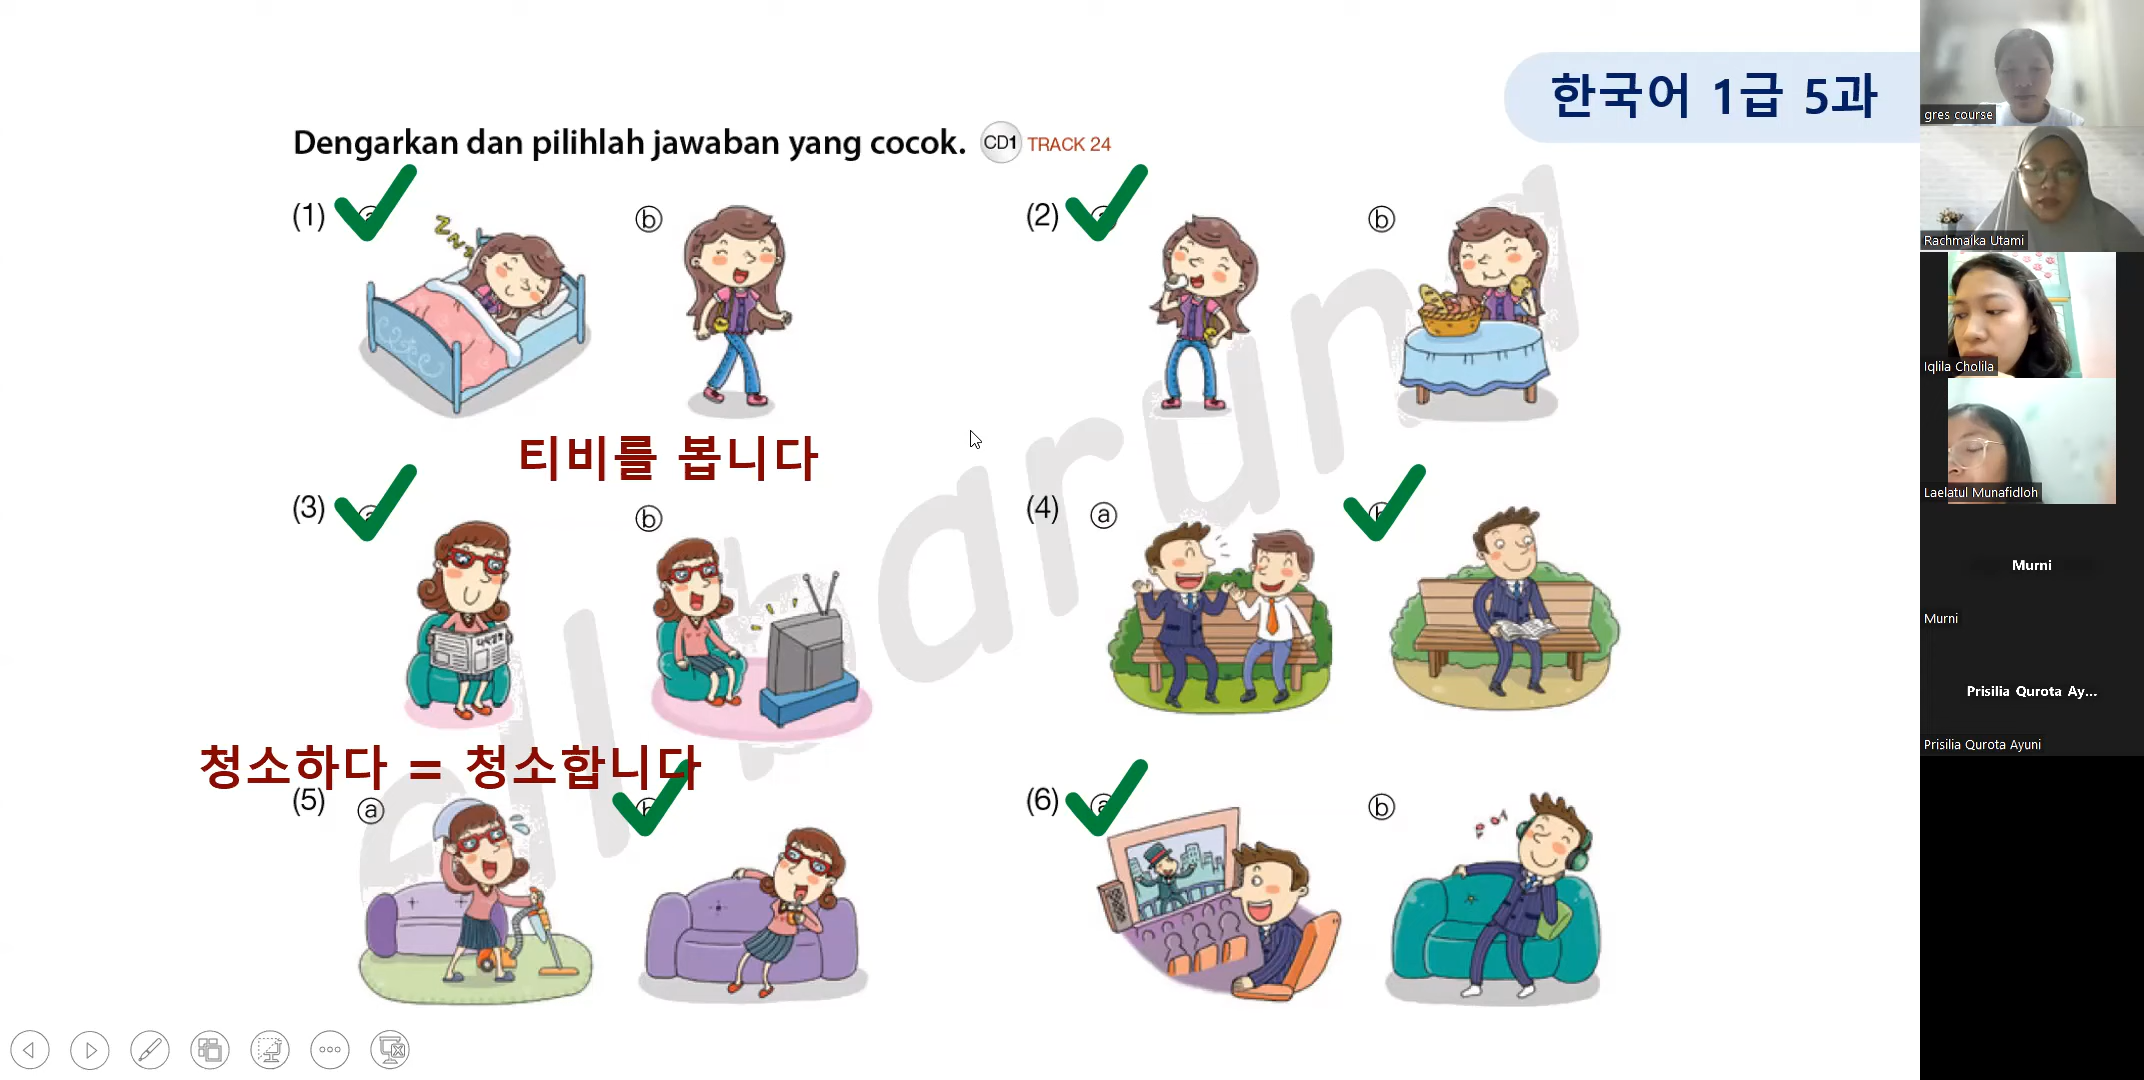 한국어 1급 5과
Dengarkan dan pilihlah jawaban yang cocok. CD1 TRACK 24
(1)
ⓑ
(2)
ⓑ
티비를 봅니다
(3)
ⓑ
(4) ⓐ
청소하다 = 청소합니다
(5) ⓐ
(6) ⓐ ⓑ
all barung
gres course
Rachmaika Utami
Iqlila Cholila
Laelatul Munafidloh
Murni
Murni
Prisilia Qurota Ay...
Prisilia Qurota Ayuni